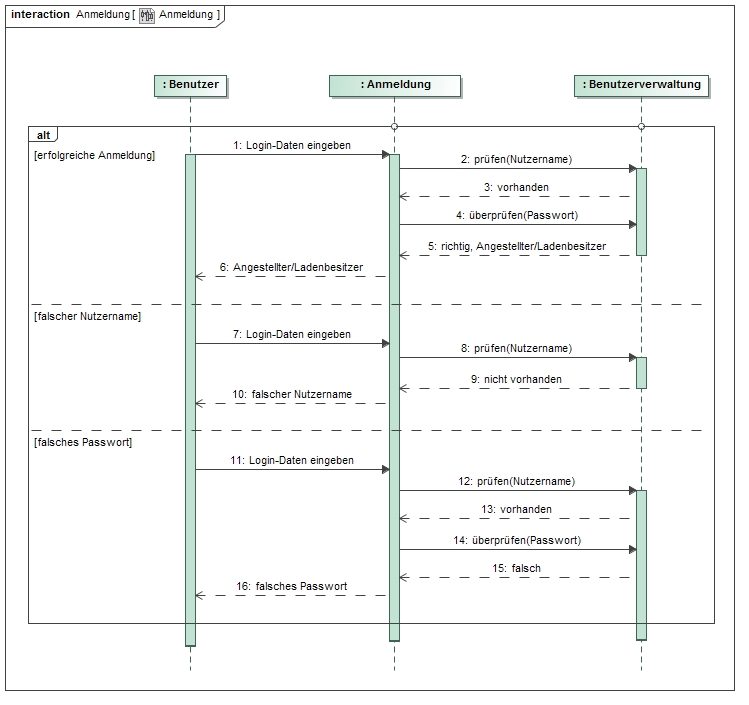 interaction Anmeldung [ Anmeldung ]
: Benutzer
: Anmeldung
: Benutzerverwaltung
alt
[erfolgreiche Anmeldung]
1: Login-Daten eingeben
2: prüfen(Nutzername)
3: vorhanden
4: überprüfen(Passwort)
5: richtig, Angestellter/Ladenbesitzer
6: Angestellter/Ladenbesitzer
[falscher Nutzername]
7: Login-Daten eingeben
8: prüfen(Nutzername)
9: nicht vorhanden
10: falscher Nutzername
[falsches Passwort]
11: Login-Daten eingeben
12: prüfen(Nutzername)
13: vorhanden
14: überprüfen(Passwort)
15: falsch
16: falsches Passwort